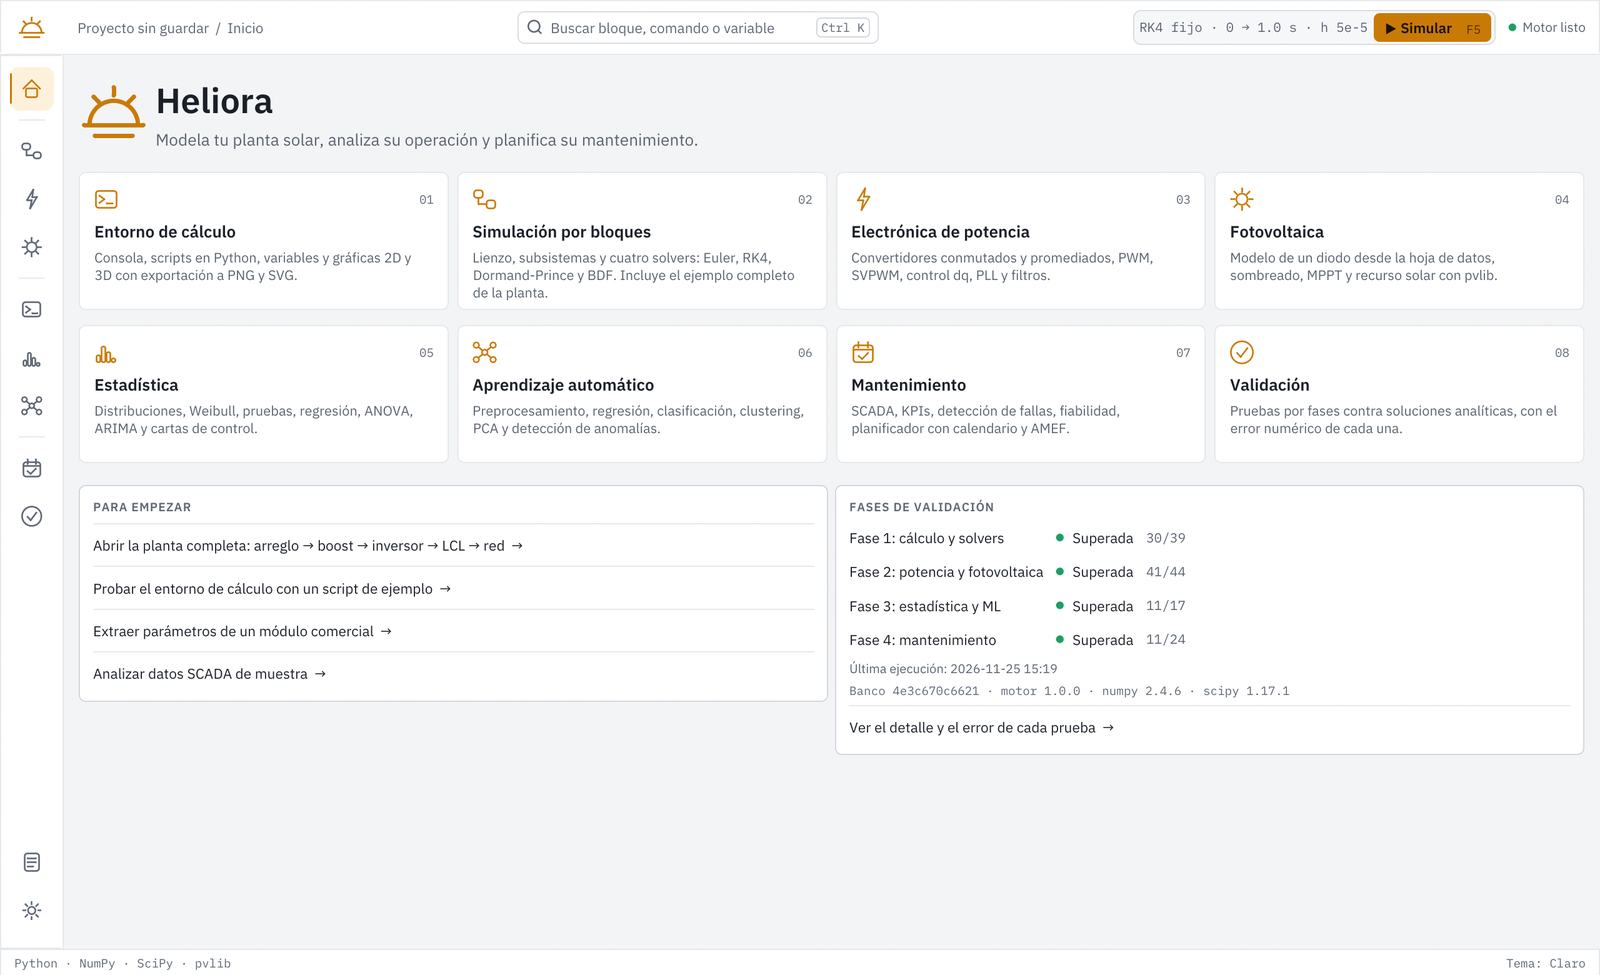 Proyecto sin guardar / Inicio
Buscar bloque, comando o variable
Ctrl K
RK4 fijo · 0 → 1.0 s · h 5e-5
▶ Simular F5
Motor listo
Heliora
Modela tu planta solar, analiza su operación y planifica su mantenimiento.
01
Entorno de cálculo
Consola, scripts en Python, variables y gráficas 2D y
3D con exportación a PNG y SVG.
02
Simulación por bloques
Lienzo, subsistemas y cuatro solvers: Euler, RK4,
Dormand-Prince y BDF. Incluye el ejemplo completo
de la planta.
03
Electrónica de potencia
Convertidores conmutados y promediados, PWM,
SVPWM, control dq, PLL y filtros.
04
Fotovoltaica
Modelo de un diodo desde la hoja de datos,
sombreado, MPPT y recurso solar con pvlib.
05
Estadística
Distribuciones, Weibull, pruebas, regresión, ANOVA,
ARIMA y cartas de control.
06
Aprendizaje automático
Preprocesamiento, regresión, clasificación, clustering,
PCA y detección de anomalías.
07
Mantenimiento
SCADA, KPIs, detección de fallas, fiabilidad,
planificador con calendario y AMEF.
08
Validación
Pruebas por fases contra soluciones analíticas, con el
error numérico de cada una.
PARA EMPEZAR
Abrir la planta completa: arreglo → boost → inversor → LCL → red →
Probar el entorno de cálculo con un script de ejemplo →
Extraer parámetros de un módulo comercial →
Analizar datos SCADA de muestra →
FASES DE VALIDACIÓN
Fase 1: cálculo y solvers Superada 30/39
Fase 2: potencia y fotovoltaica Superada 41/44
Fase 3: estadística y ML Superada 11/17
Fase 4: mantenimiento Superada 11/24
Última ejecución: 2026-11-25 15:19
Banco 4e3c670c6621 · motor 1.0.0 · numpy 2.4.6 · scipy 1.17.1
Ver el detalle y el error de cada prueba →
Python · NumPy · SciPy · pvlib
Tema: Claro